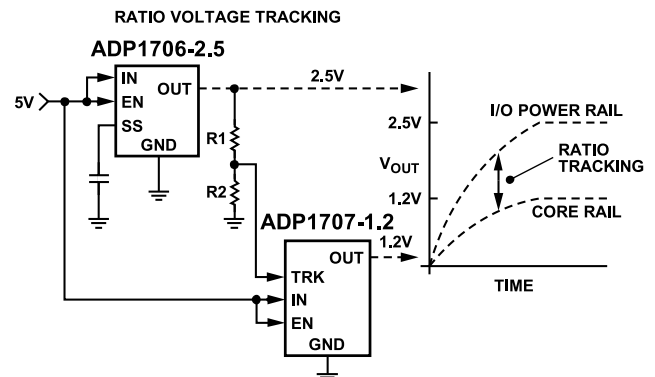 RATIO VOLTAGE TRACKING
ADP1706-2.5
5V
IN
EN
SS
OUT
GND
2.5V
R1
R2
ADP1707-1.2
OUT
1.2V
TRK
IN
EN
GND
2.5V
VOUT
1.2V
I/O POWER RAIL
RATIO
TRACKING
CORE RAIL
TIME